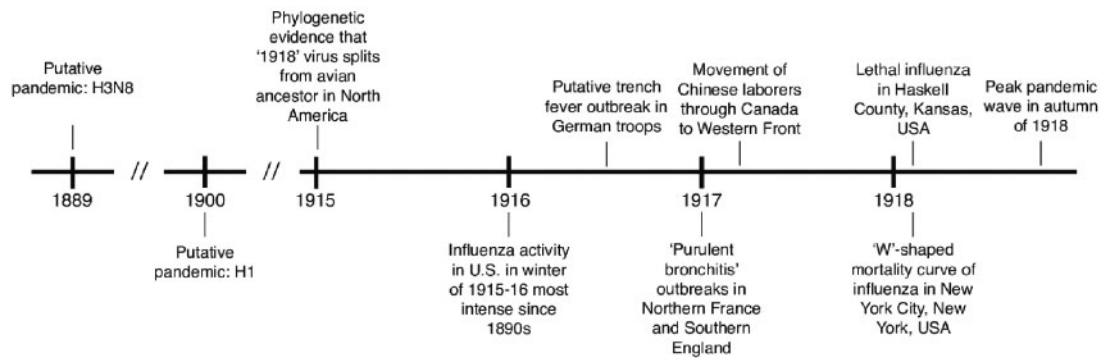 Putative
pandemic: H3N8
Phylogenetic
evidence that
‘1918’ virus splits
from avian
ancestor in North
America
Putative trench
fever outbreak in
German troops
Movement of
Chinese laborers
through Canada
to Western Front
Lethal influenza
in Haskell
County, Kansas,
USA
Peak pandemic
wave in autumn
of 1918
//
//
1889
1900
1915
1916
1917
1918
Putative
pandemic: H1
Influenza activity
in U.S. in winter
of 1915-16 most
intense since
1890s
‘Purulent
bronchitis’
outbreaks in
Northern France
and Southern
England
‘W’-shaped
mortality curve of
influenza in New
York City, New
York, USA